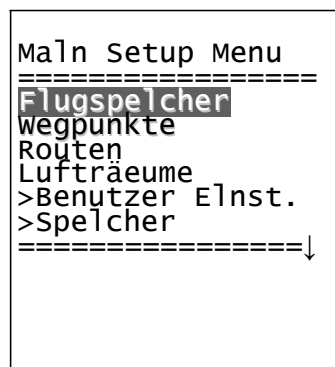 Maln Setup Menu
=================
Flugspelcher
Wegpunkte
Routen
Lufträeume
>Benutzer Elnst.
>Spelcher
================↓